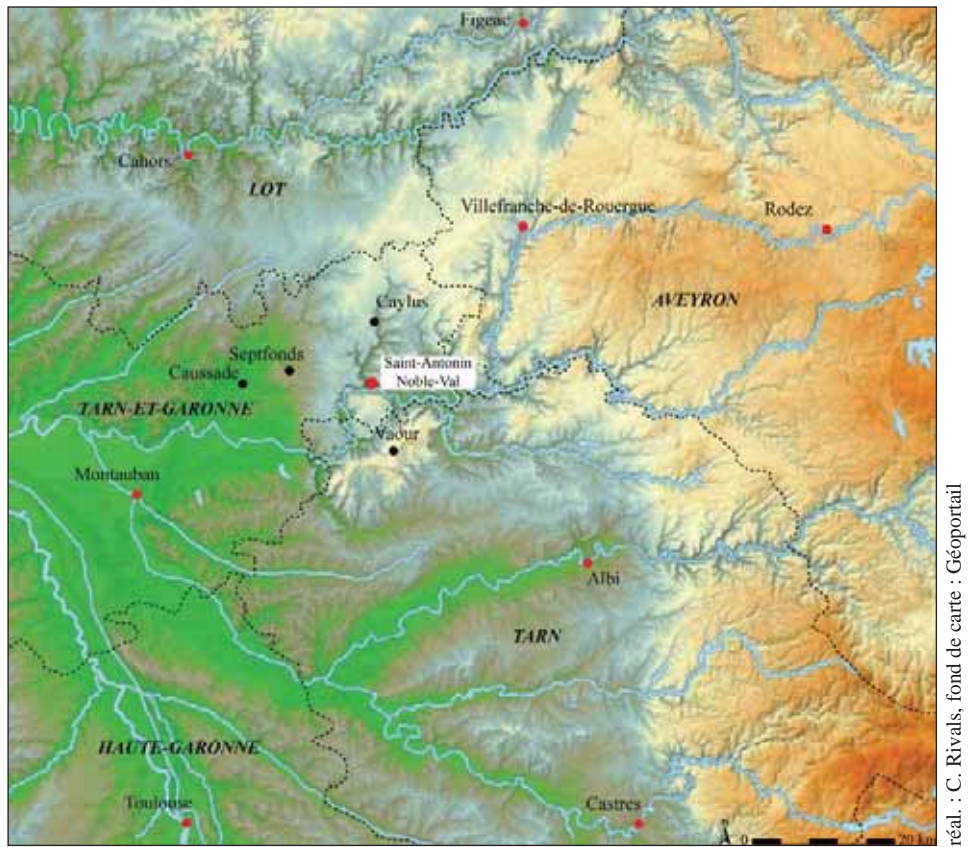 Figeac
Cahors
LOT
Villefranche-de-Rouergue
Rodez
AVEYRON
Caylus
Septfonds
Saint-Antonin
Noble-Val
Caussade
TARN-ET-GARONNE
Vaour
Montauban
Albi
TARN
HAUTE-GARONNE
Toulouse
Castres
N
0
20 km
réal. : C. Rivals, fond de carte : Géoportail